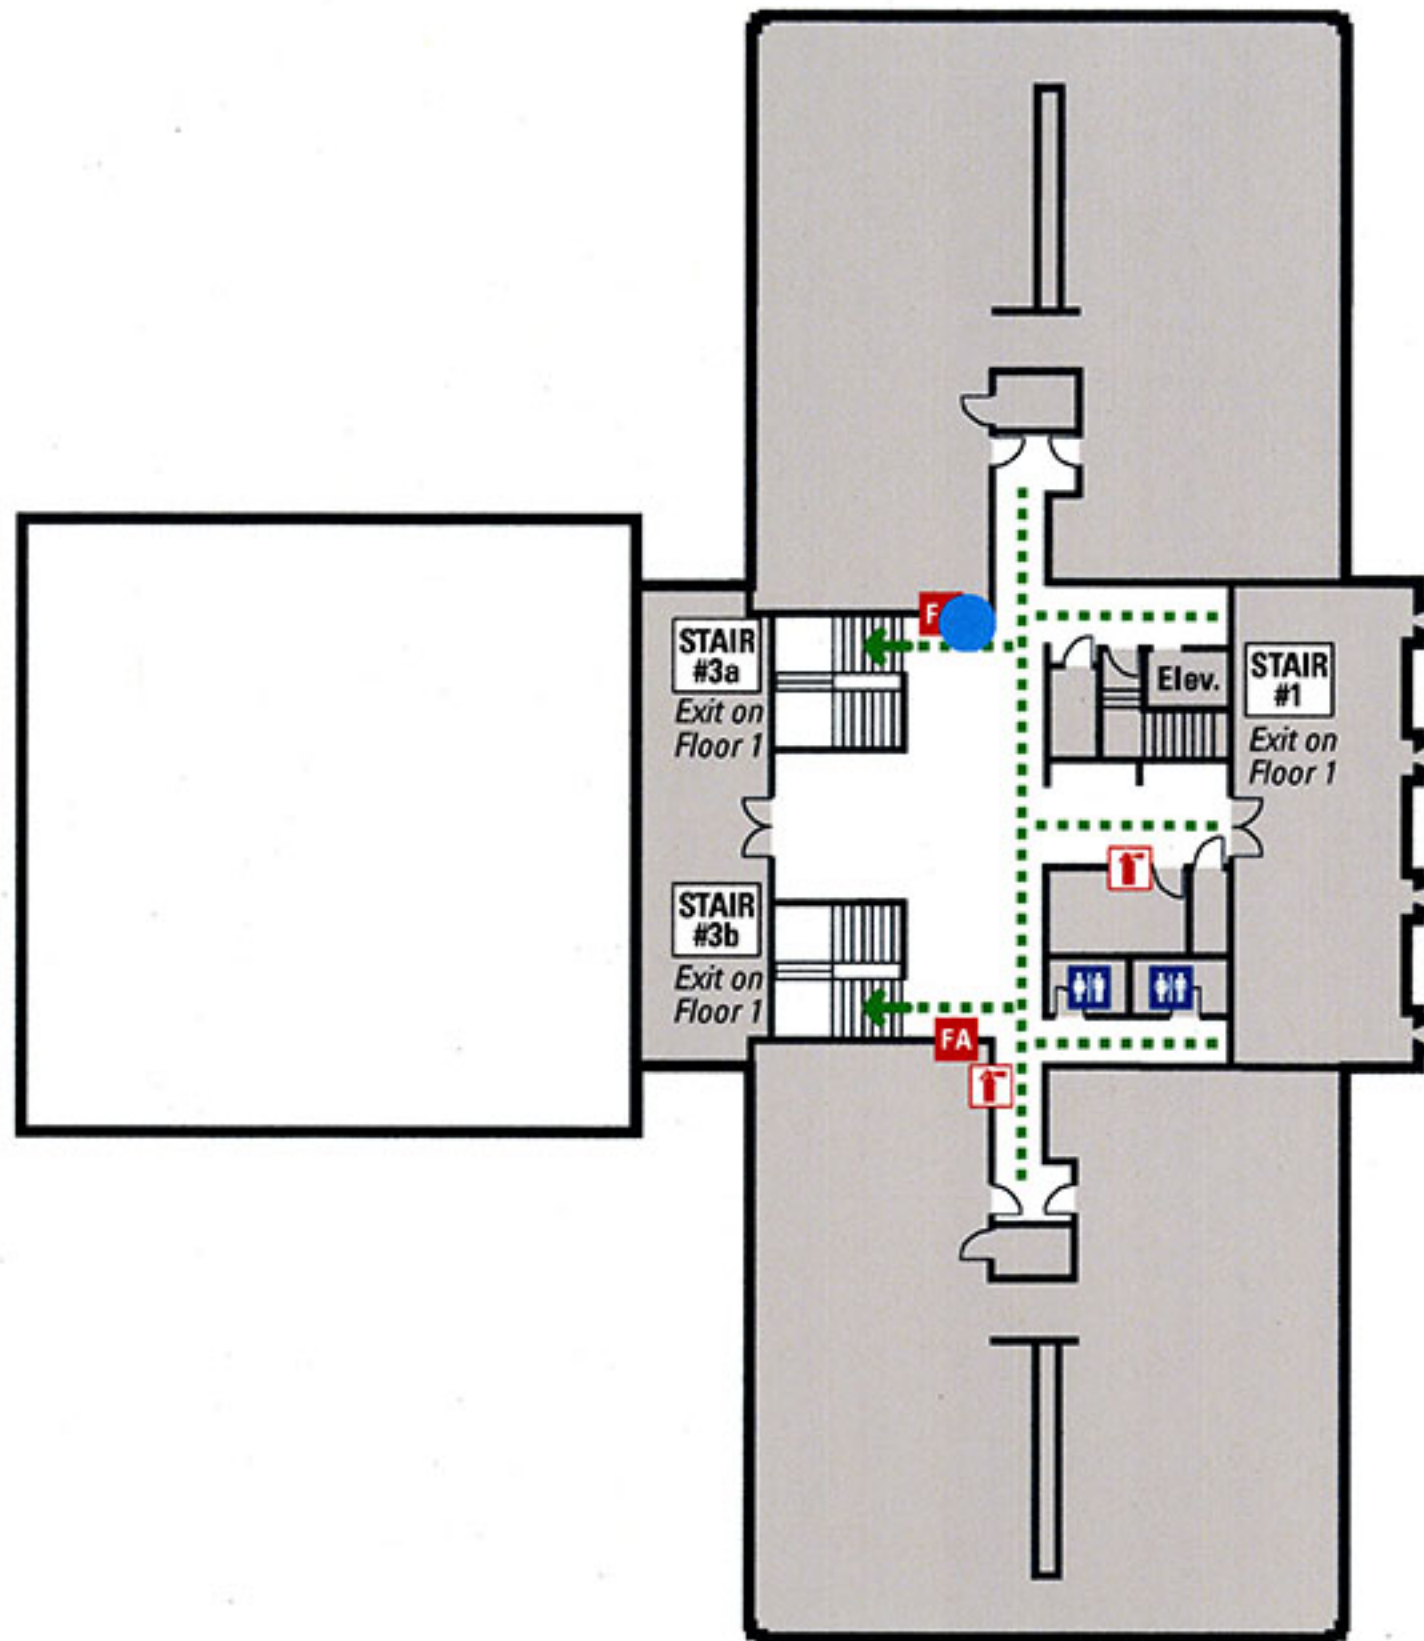 F
STAIR
#3a
Exit on
Floor 1
Elev.
STAIR
#1
Exit on
Floor 1
STAIR
#3b
Exit on
Floor 1
FA